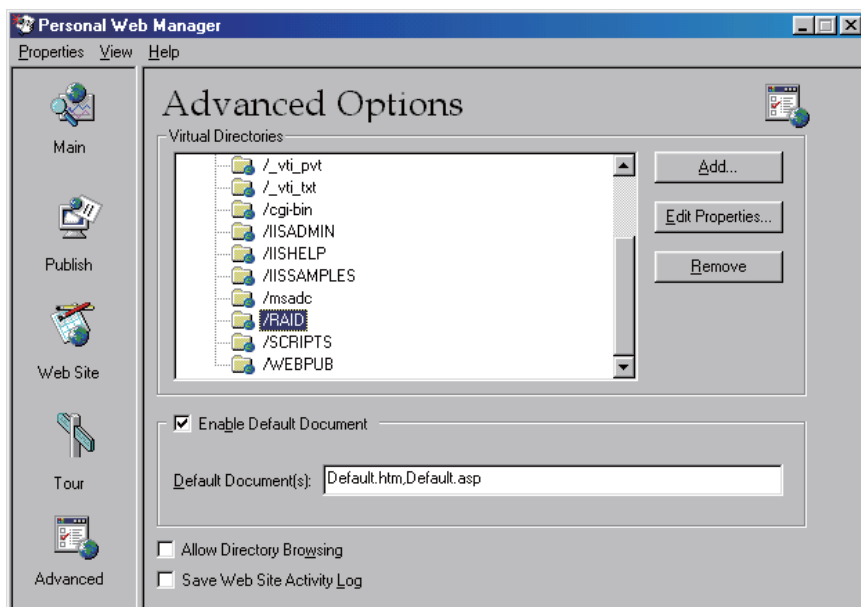 Personal Web Manager
Properties View Help
Main
Publish
Web Site
Tour
Advanced
Advanced Options
Virtual Directories
/_vti_pvt
/_vti_txt
/cgi-bin
/IISADMIN
/IISHELP
/IISSAMPLES
/msadc
/RAID
/SCRIPTS
/WEBPUB
Add...
Edit Properties...
Remove
Enable Default Document
Default Document(s): Default.htm,Default.asp
Allow Directory Browsing
Save Web Site Activity Log